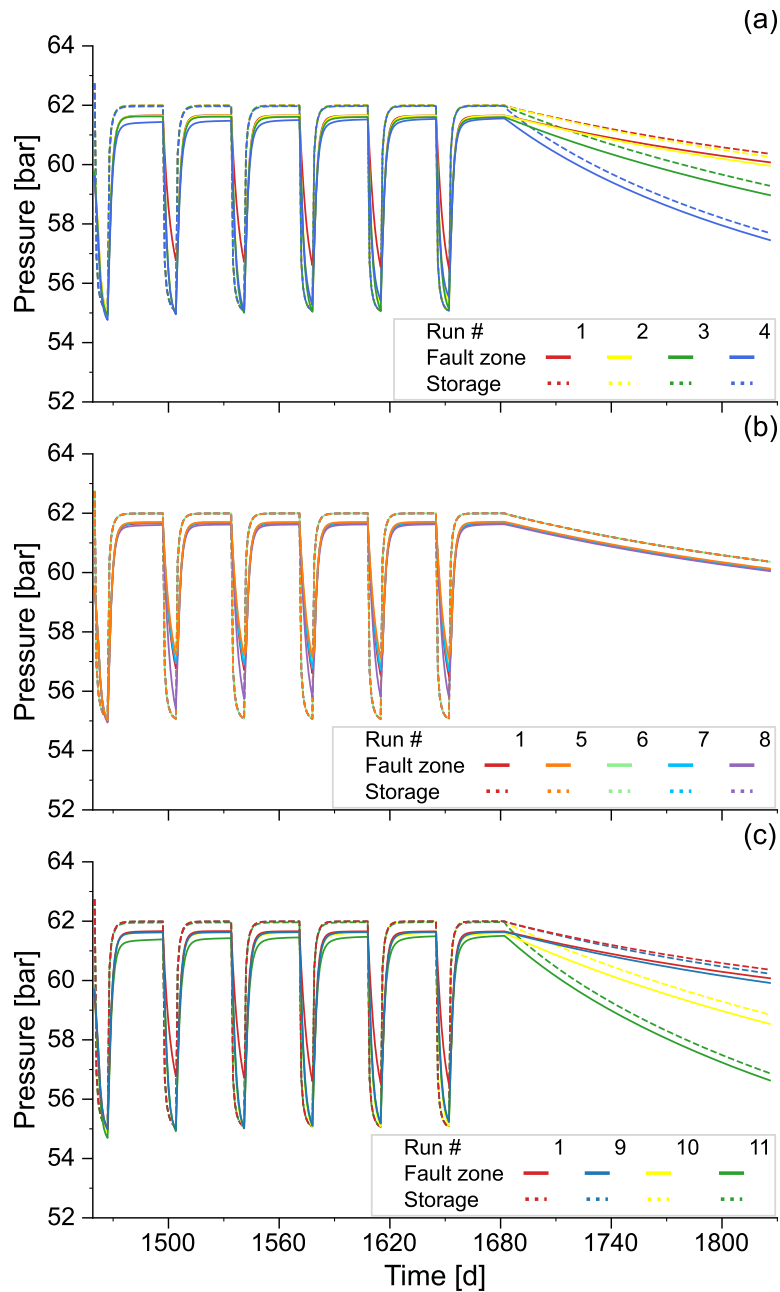 (a)
64
62
60
58
56
54
52
Pressure [bar]
Run # 1 2 3 4
Fault zone
Storage
(b)
64
62
60
58
56
54
52
Pressure [bar]
Run # 1 5 6 7 8
Fault zone
Storage
(c)
64
62
60
58
56
54
52
Pressure [bar]
Run # 1 9 10 11
Fault zone
Storage
1500 1560 1620 1680 1740 1800
Time [d]